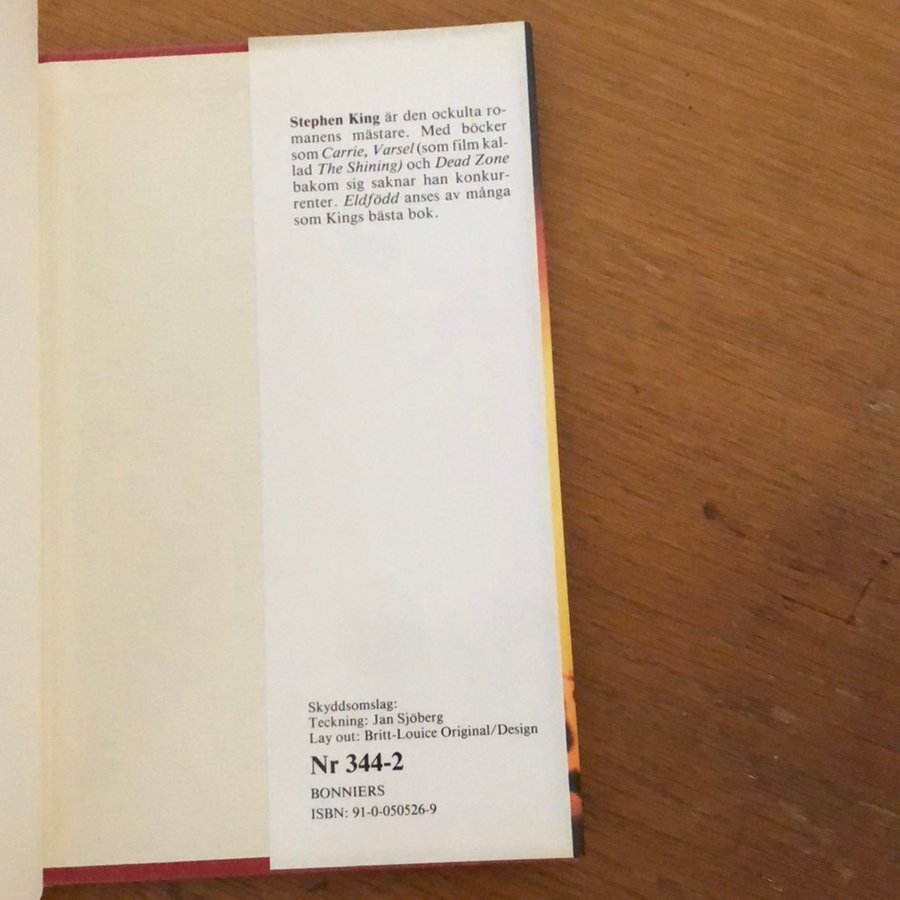 Stephen King är den ockulta ro-
manens mästare. Med böcker
som Carrie, Varsel (som film kal-
lad The Shining) och Dead Zone
bakom sig saknar han konkur-
renter. Eldfödd anses av många
som Kings bästa bok.
Skyddsomslag:
Teckning: Jan Sjöberg
Lay out: Britt-Louice Original/Design
Nr 344-2
BONNIERS
ISBN: 91-0-050526-9